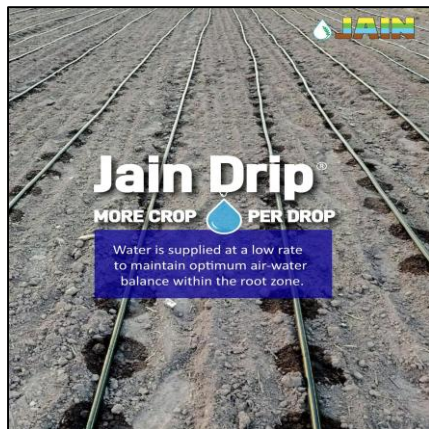 JAIN
Jain Drip®
MORE CROP PER DROP
Water is supplied at a low rate
to maintain optimum air-water
balance within the root zone.